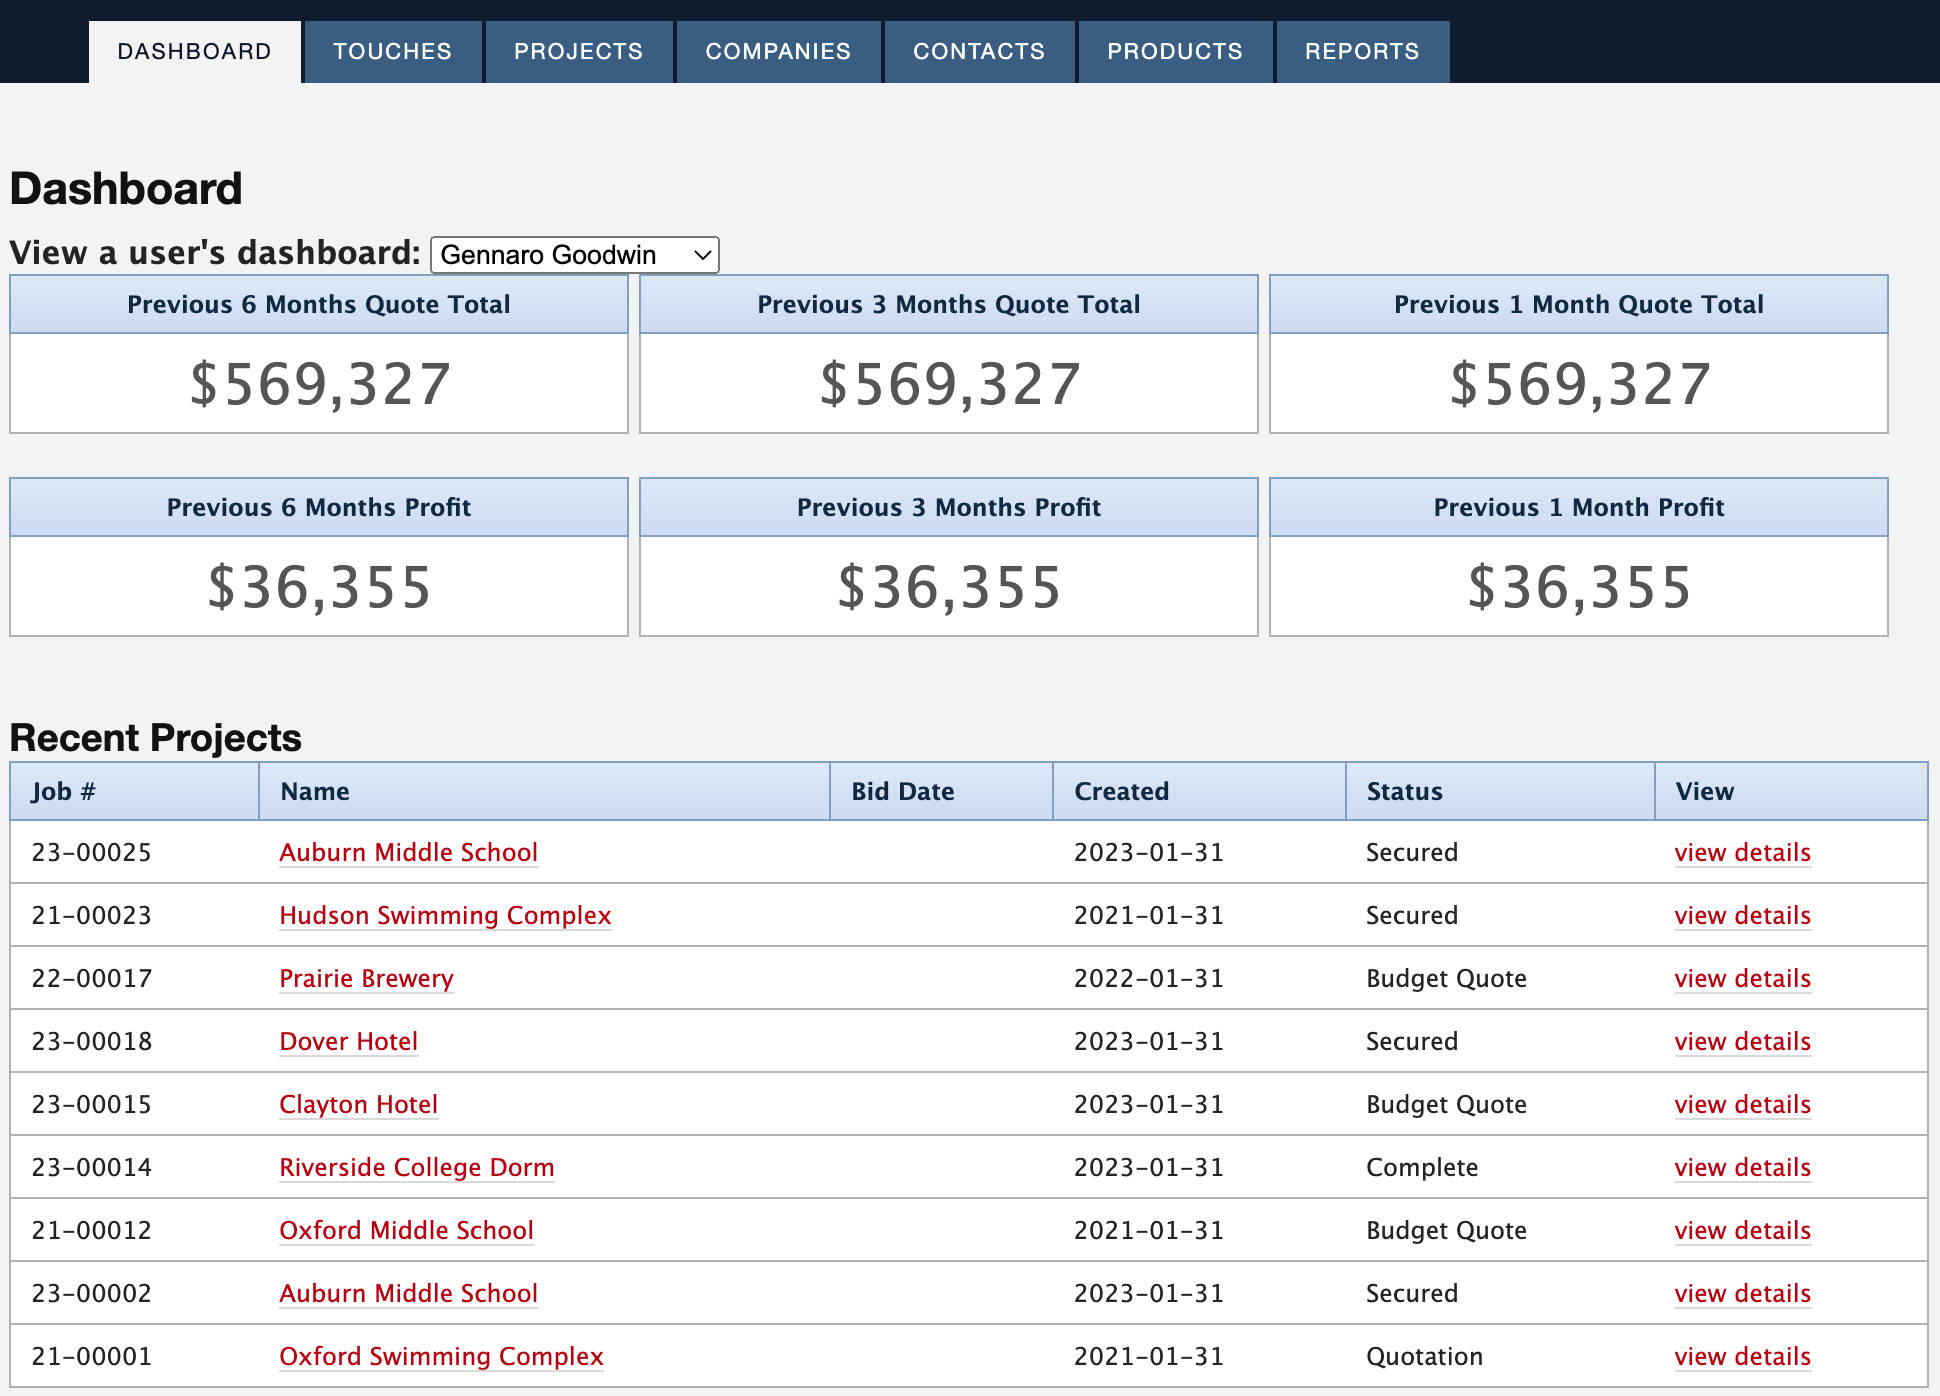 DASHBOARD TOUCHES PROJECTS COMPANIES CONTACTS PRODUCTS REPORTS
Dashboard
View a user's dashboard: Gennaro Goodwin
Previous 6 Months Quote Total Previous 3 Months Quote Total Previous 1 Month Quote Total
$569,327 $569,327 $569,327
Previous 6 Months Profit Previous 3 Months Profit Previous 1 Month Profit
$36,355 $36,355 $36,355
Recent Projects
Job # Name Bid Date Created Status View
23-00025 Auburn Middle School 2023-01-31 Secured view details
21-00023 Hudson Swimming Complex 2021-01-31 Secured view details
22-00017 Prairie Brewery 2022-01-31 Budget Quote view details
23-00018 Dover Hotel 2023-01-31 Secured view details
23-00015 Clayton Hotel 2023-01-31 Budget Quote view details
23-00014 Riverside College Dorm 2023-01-31 Complete view details
21-00012 Oxford Middle School 2021-01-31 Budget Quote view details
23-00002 Auburn Middle School 2023-01-31 Secured view details
21-00001 Oxford Swimming Complex 2021-01-31 Quotation view details